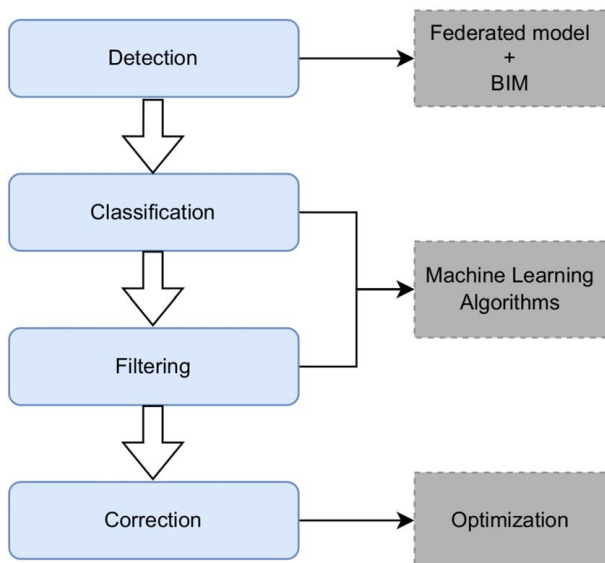 Detection
Federated model
+
BIM
Classification
Machine Learning
Algorithms
Filtering
Correction
Optimization